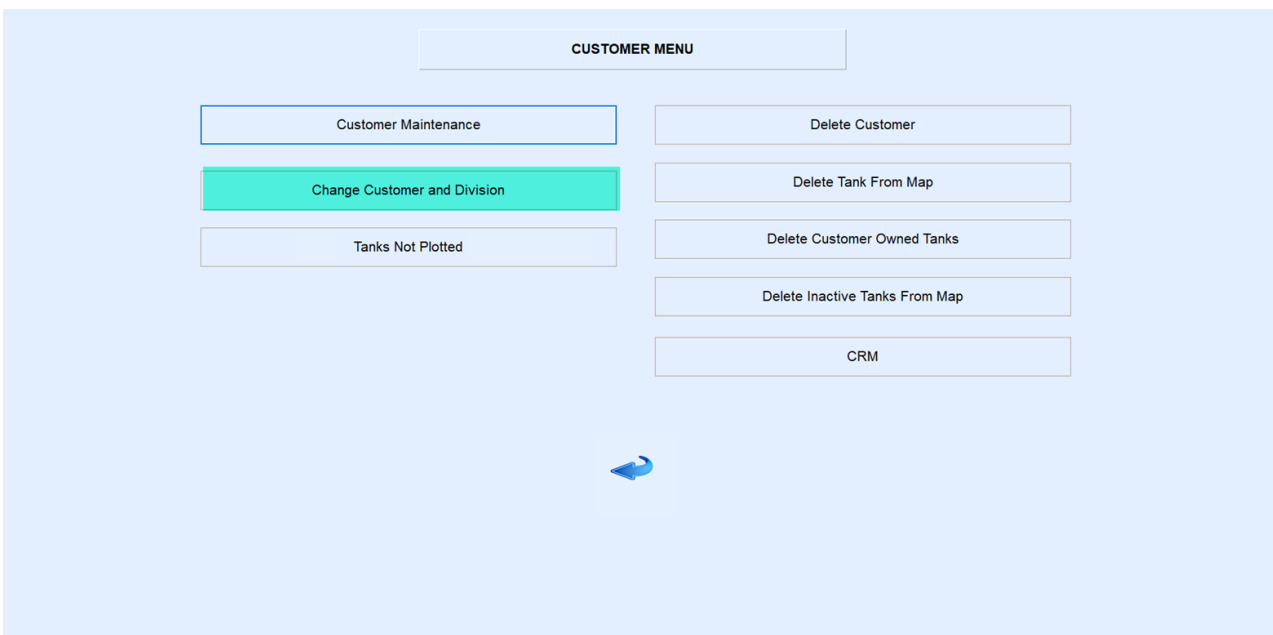 CUSTOMER MENU
Customer Maintenance
Change Customer and Division
Tanks Not Plotted
Delete Customer
Delete Tank From Map
Delete Customer Owned Tanks
Delete Inactive Tanks From Map
CRM